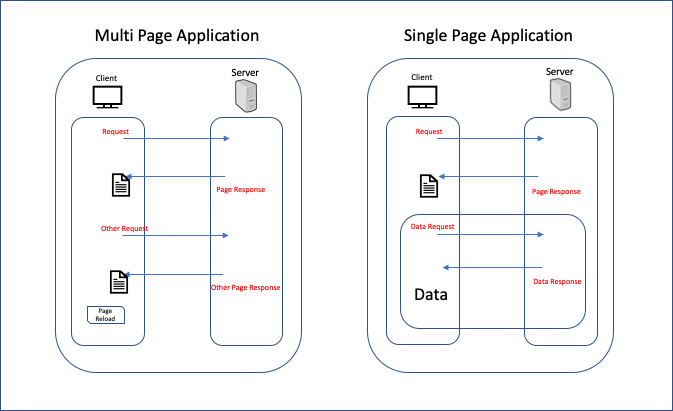 Multi Page Application
Client
Server
Request
Page Response
Other Request
Other Page Response
Page
Reload
Single Page Application
Client
Server
Request
Page Response
Data Request
Data Response
Data